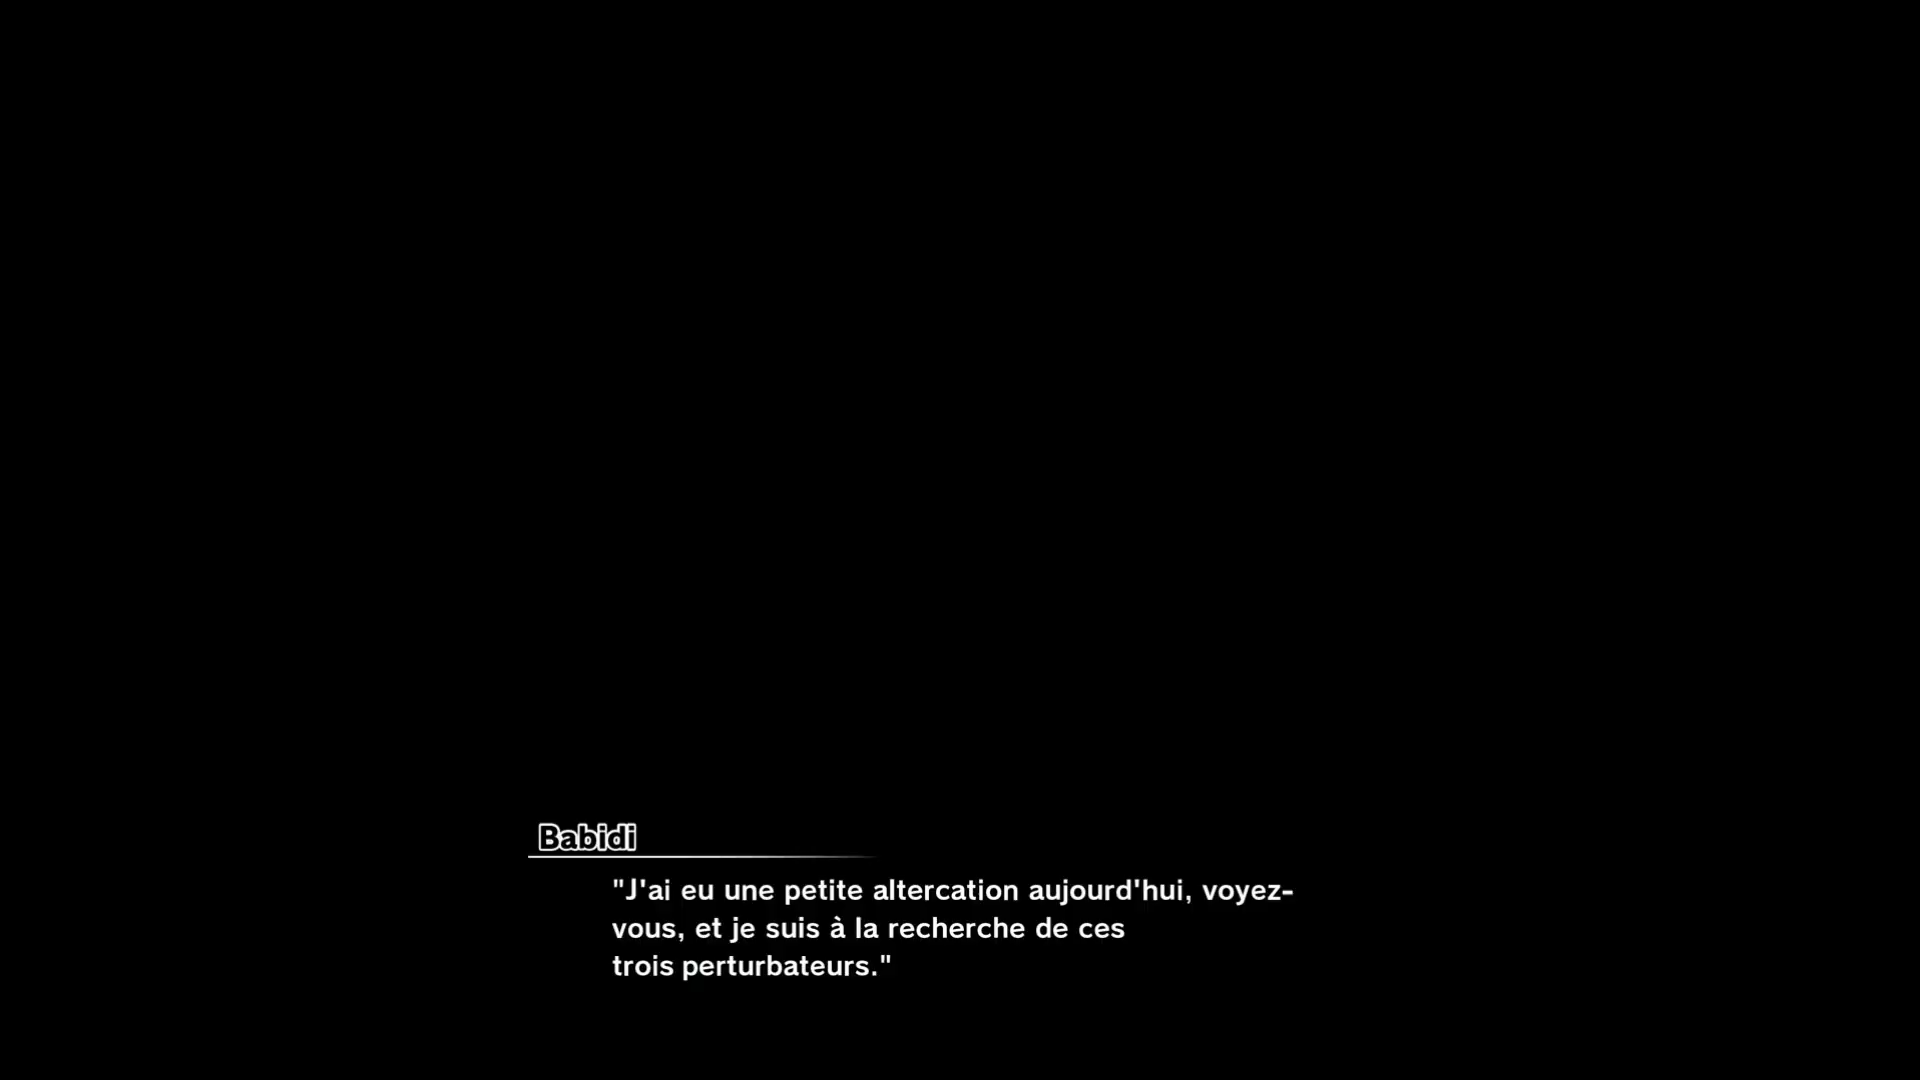 Babidi
"J'ai eu une petite altercation aujourd'hui, voyez-
vous, et je suis à la recherche de ces
trois perturbateurs."